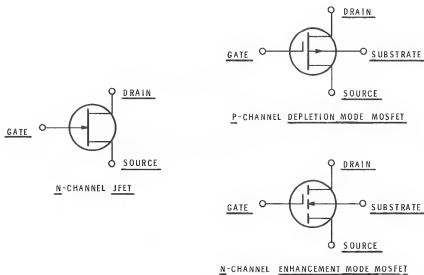 DRAIN
GATE
SOURCE
N-CHANNEL JFET
DRAIN
GATE
SUBSTRATE
SOURCE
P-CHANNEL DEPLETION MODE MOSFET
DRAIN
GATE
SUBSTRATE
SOURCE
N-CHANNEL ENHANCEMENT MODE MOSFET